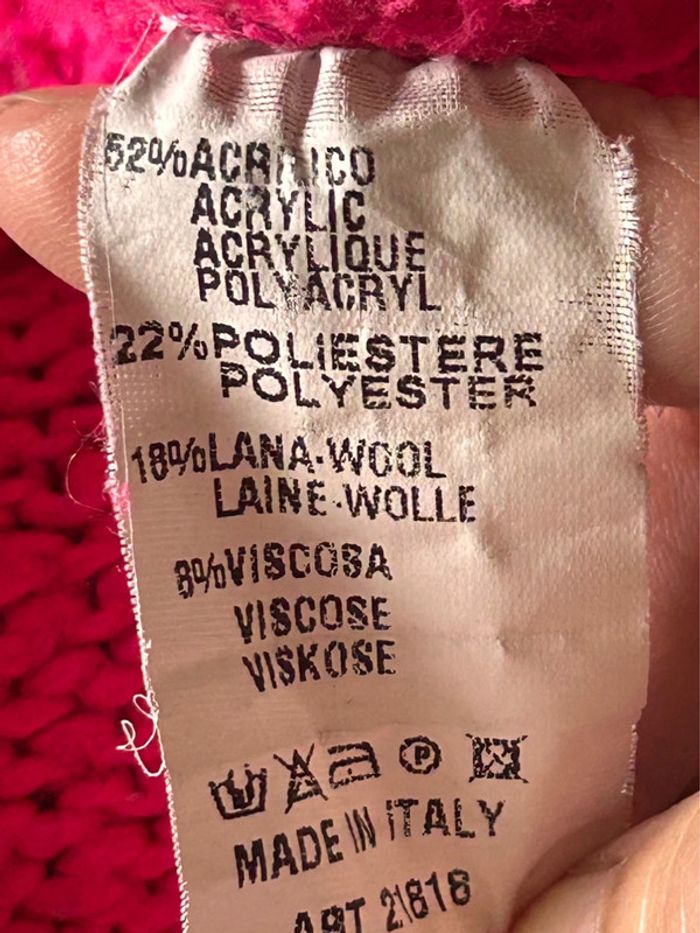 52%ACRILICO
ACRYLIC
ACRYLIQUE
POLYACRYL
22%POLIESTERE
POLYESTER
18%LANA-WOOL
LAINE-WOLLE
8%VISCOSA
VISCOSE
VISKOSE
P
MADE IN ITALY
ART 21818